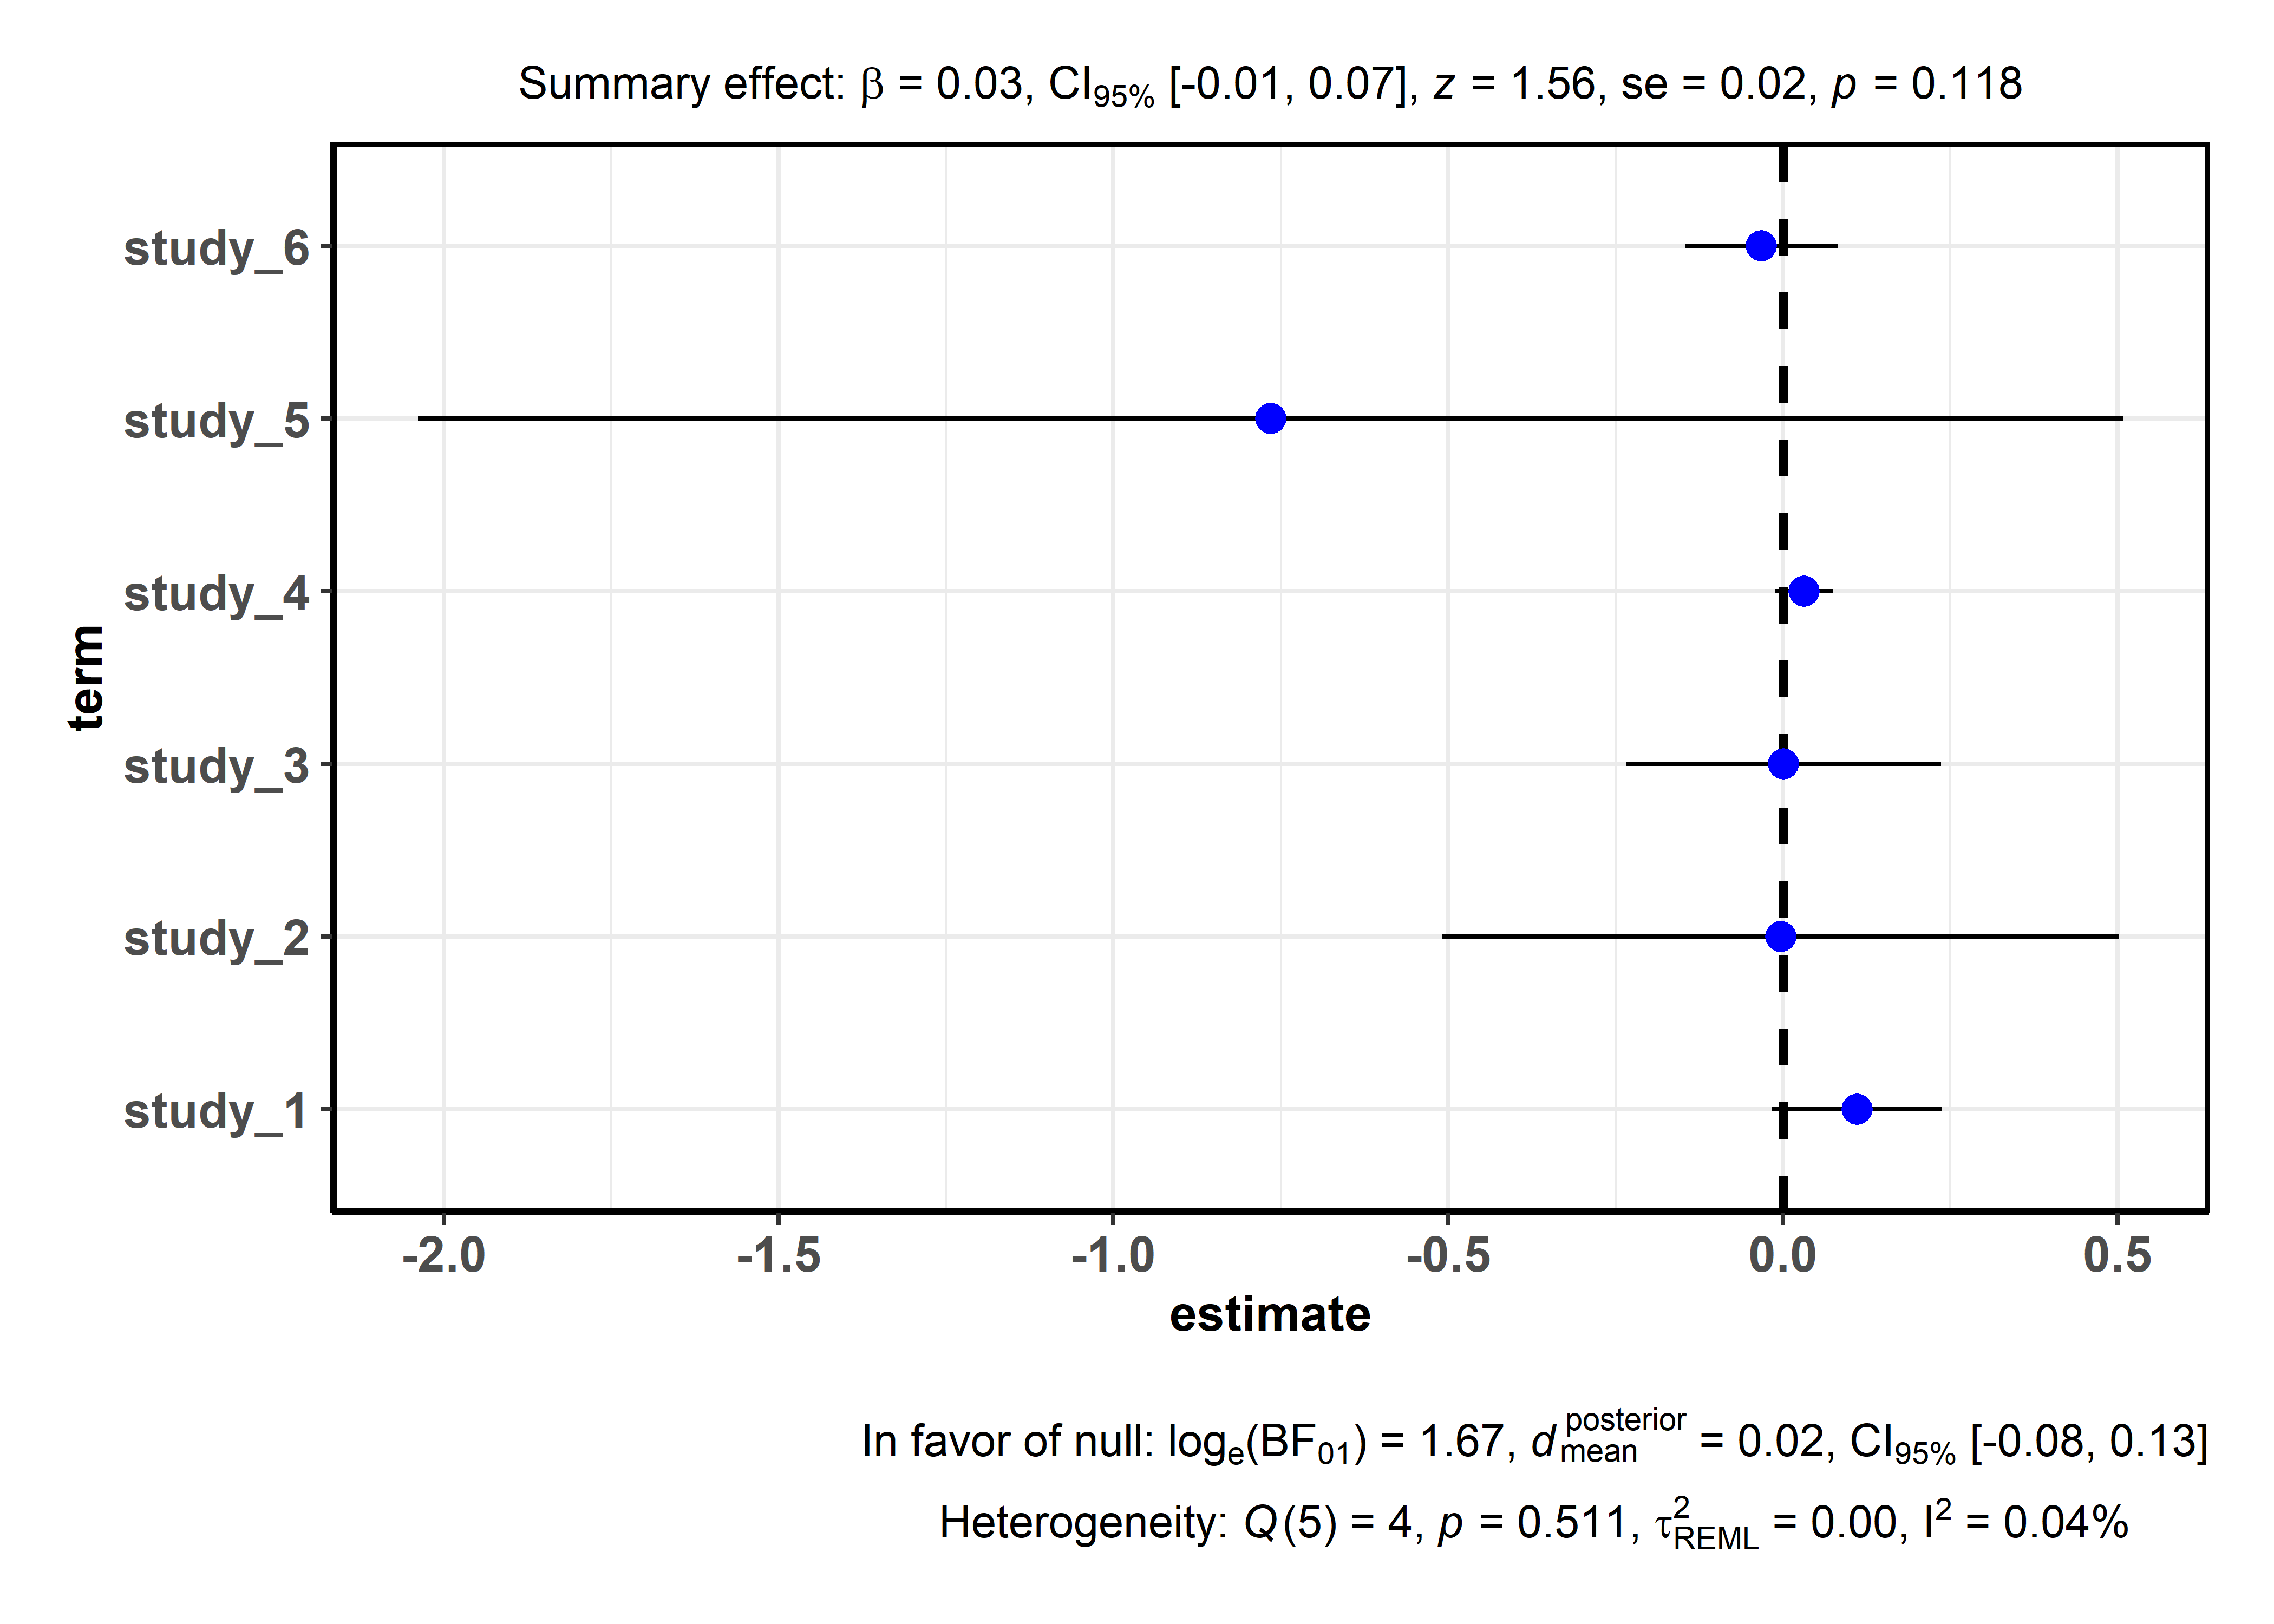 Summary effect: β = 0.03, CI95% [-0.01, 0.07], z = 1.56, se = 0.02, p = 0.118
term
study_6
study_5
study_4
study_3
study_2
study_1
-2.0 -1.5 -1.0 -0.5 0.0 0.5
estimate
In favor of null: loge(BF01) = 1.67, d posterior mean = 0.02, CI95% [-0.08, 0.13]
Heterogeneity: Q(5) = 4, p = 0.511, τ²REML = 0.00, I² = 0.04%